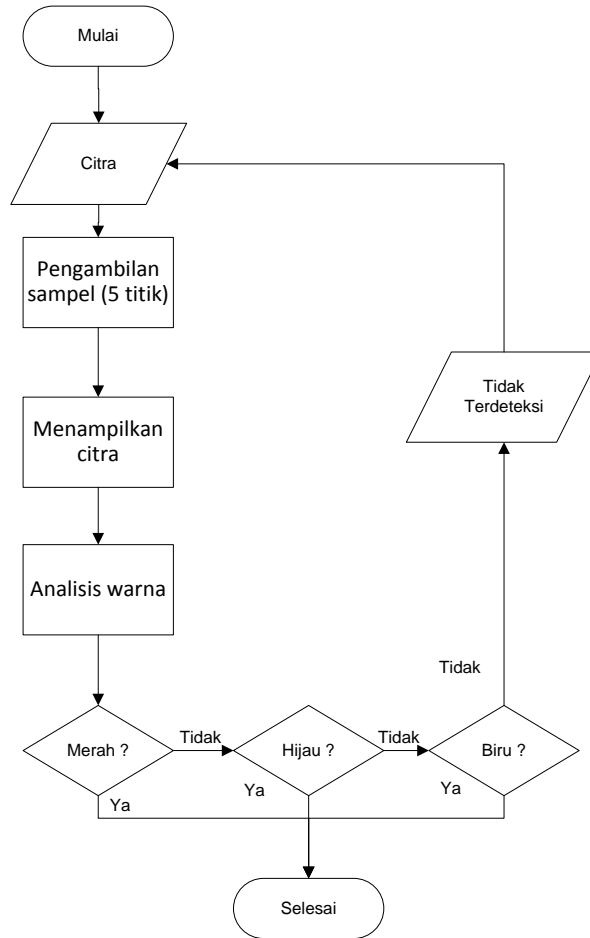 Mulai
Citra
Pengambilan
sampel (5 titik)
Menampilkan
citra
Analisis warna
Tidak
Terdeteksi
Tidak
Merah ?
Tidak
Hijau ?
Tidak
Biru ?
Ya
Ya
Ya
Selesai